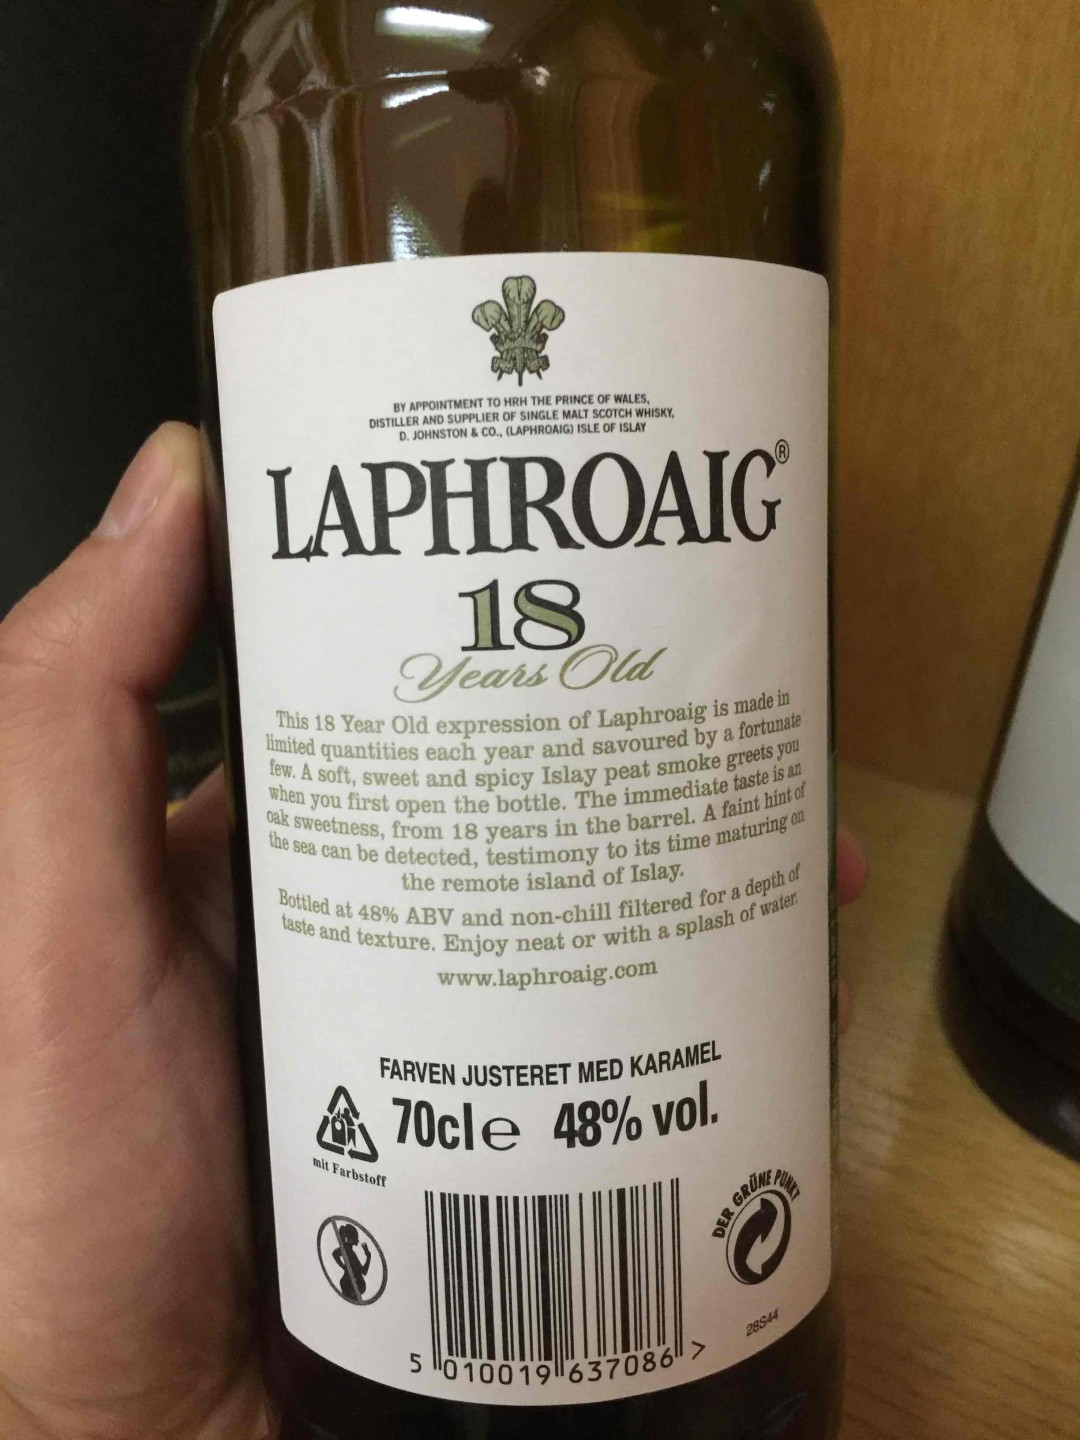 BY APPOINTMENT TO HRH THE PRINCE OF WALES,
DISTILLER AND SUPPLIER OF SINGLE MALT SCOTCH WHISKY,
D. JOHNSTON & CO., (LAPHROAIG) ISLE OF ISLAY
LAPHROAIG®
18
Years Old
This 18 Year Old expression of Laphroaig is made in
limited quantities each year and savoured by a fortunate
few. A soft, sweet and spicy Islay peat smoke greets you
when you first open the bottle. The immediate taste is an
oak sweetness, from 18 years in the barrel. A faint hint of
the sea can be detected, testimony to its time maturing on
the remote island of Islay.
Bottled at 48% ABV and non-chill filtered for a depth of
taste and texture. Enjoy neat or with a splash of water.
www.laphroaig.com
FARVEN JUSTERET MED KARAMEL
70cl e 48% vol.
mit Farbstoff
DER GRÜNE PUNKT
28S44
5 010019 637086 >